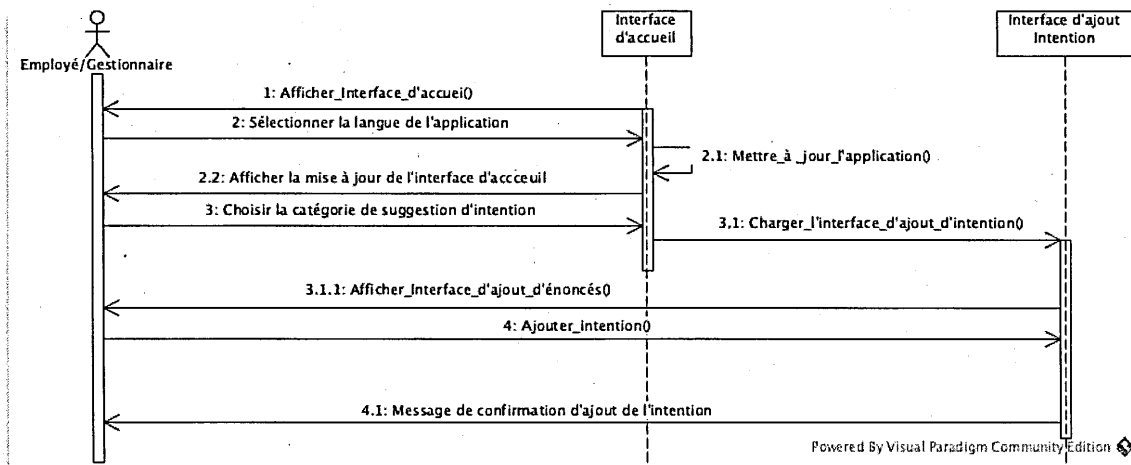 Interface
d'accueil
Interface d'ajout
Intention
Employé/Gestionnaire
1: Afficher_Interface_d'accuei()
2: Sélectionner la langue de l'application
2.1: Mettre_à _jour_l'application()
2.2: Afficher la mise à jour de l'interface d'accceuil
3: Choisir la catégorie de suggestion d'intention
3,1: Charger_l'interface_d'ajout_d'intention()
3.1.1: Afficher_Interface_d'ajout_d'énoncés()
4: Ajouter_intention()
4.1: Message de confirmation d'ajout de l'intention
Powered By Visual Paradigm Community Edition